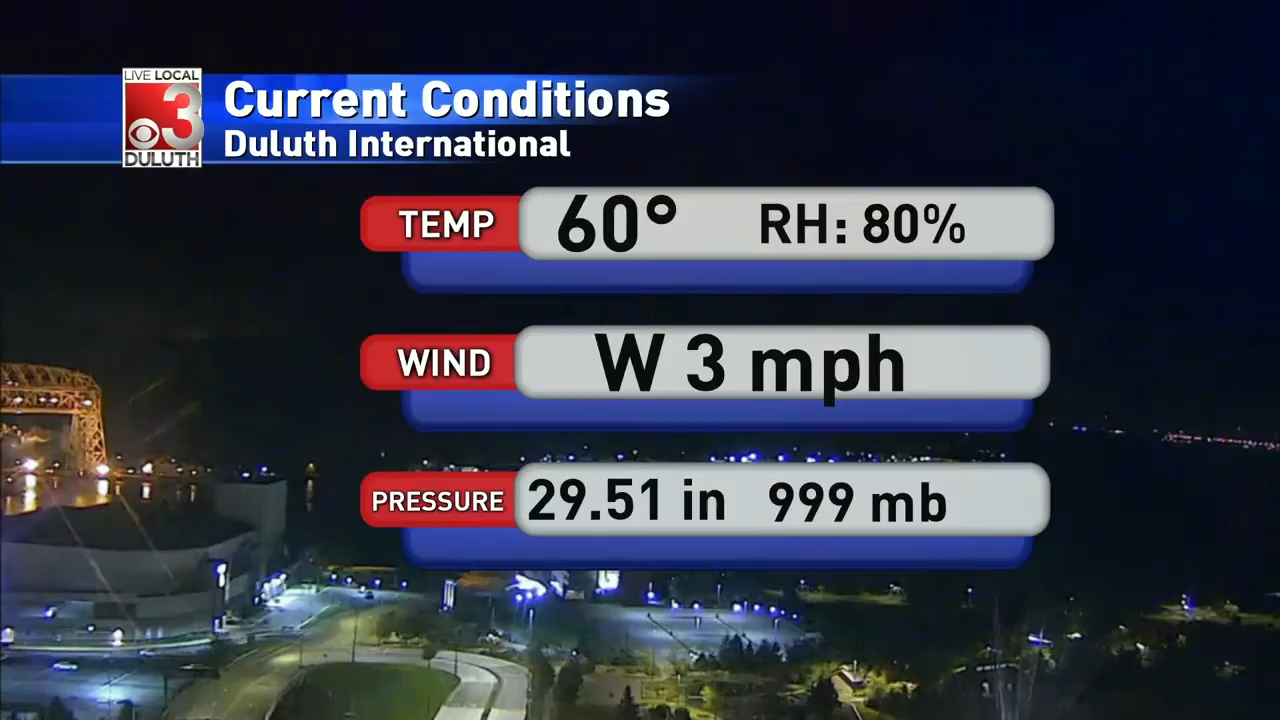 LIVE LOCAL
3
DULUTH
Current Conditions
Duluth International
TEMP 60° RH: 80%
WIND W 3 mph
PRESSURE 29.51 in 999 mb